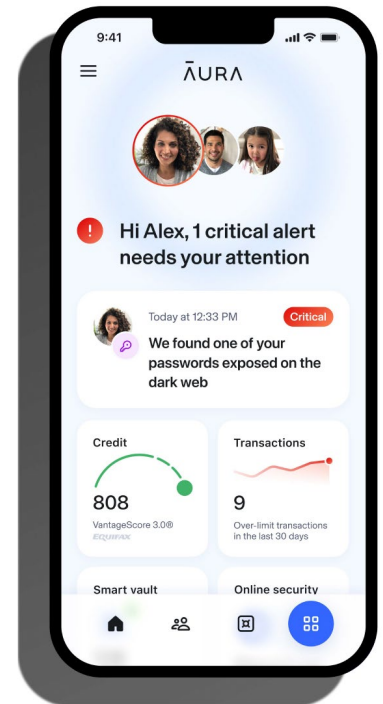 9:41
ĀURA
Hi Alex, 1 critical alert
needs your attention
Today at 12:33 PM
Critical
We found one of your
passwords exposed on the
dark web
Credit
808
VantageScore 3.0®
EQUIFAX
Transactions
9
Over-limit transactions
in the last 30 days
Smart vault
Online security